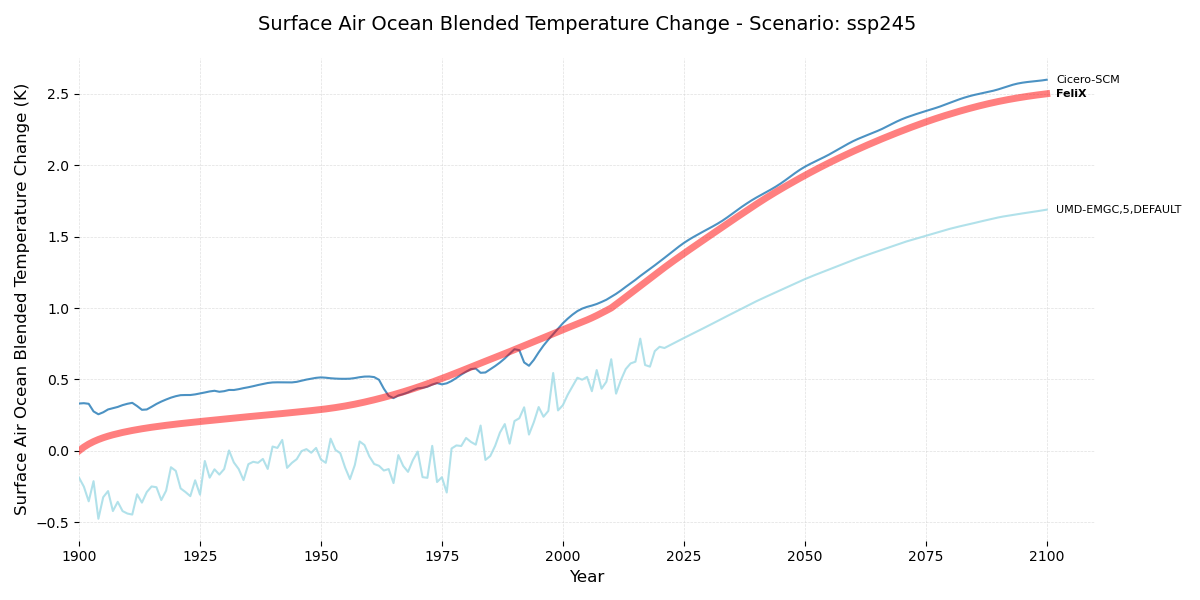 Surface Air Ocean Blended Temperature Change - Scenario: ssp245
Surface Air Ocean Blended Temperature Change (K)
2.5
2.0
1.5
1.0
0.5
0.0
−0.5
Cicero-SCM
FeliX
UMD-EMGC,5,DEFAULT
1900 1925 1950 1975 2000 2025 2050 2075 2100
Year